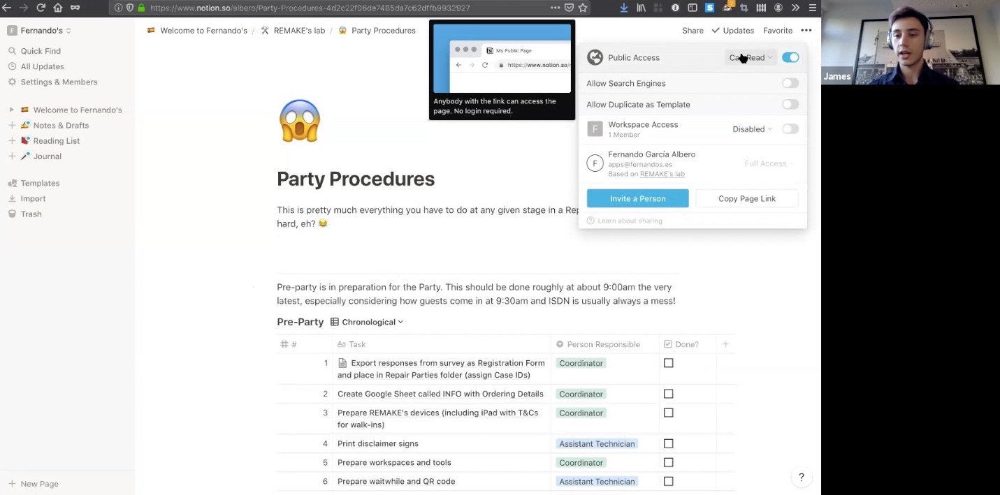 https://www.notion.so/albero/Party-Procedures-4d2c22f06de7485da7c62dffb9932927
2
Fernando's
Quick Find
All Updates
Settings & Members
Welcome to Fernando's
Notes & Drafts
Reading List
Journal
Templates
Import
Trash
New Page
Welcome to Fernando's / REMAKE's lab / Party Procedures
Share Updates Favorite
My Public Page
https://www.notion.so/
Anybody with the link can access the
page. No login required.
Public Access
Read
Allow Search Engines
Allow Duplicate as Template
F Workspace Access
1 Member
Disabled
F Fernando García Albero
apps@fernandos.es
Based on REMAKE's lab
Full Access
Invite a Person
Copy Page Link
Learn about sharing
Party Procedures
This is pretty much everything you have to do at any given stage in a
hard, eh?
Pre-party is in preparation for the Party. This should be done roughly at about 9:00am the very
latest, especially considering how guests come in at 9:30am and ISDN is usually always a mess!
Pre-Party Chronological
# # Aa Task Person Responsible Done?
1 Export responses from survey as Registration Form
and place in Repair Parties folder (assign Case IDs)
Coordinator
2 Create Google Sheet called INFO with Ordering Details Coordinator
3 Prepare REMAKE's devices (including iPad with T&Cs
for walk-ins)
Coordinator
4 Print disclaimer signs Assistant Technician
5 Prepare workspaces and tools Coordinator
6 Prepare waitwhile and QR code Assistant Technician
?
James